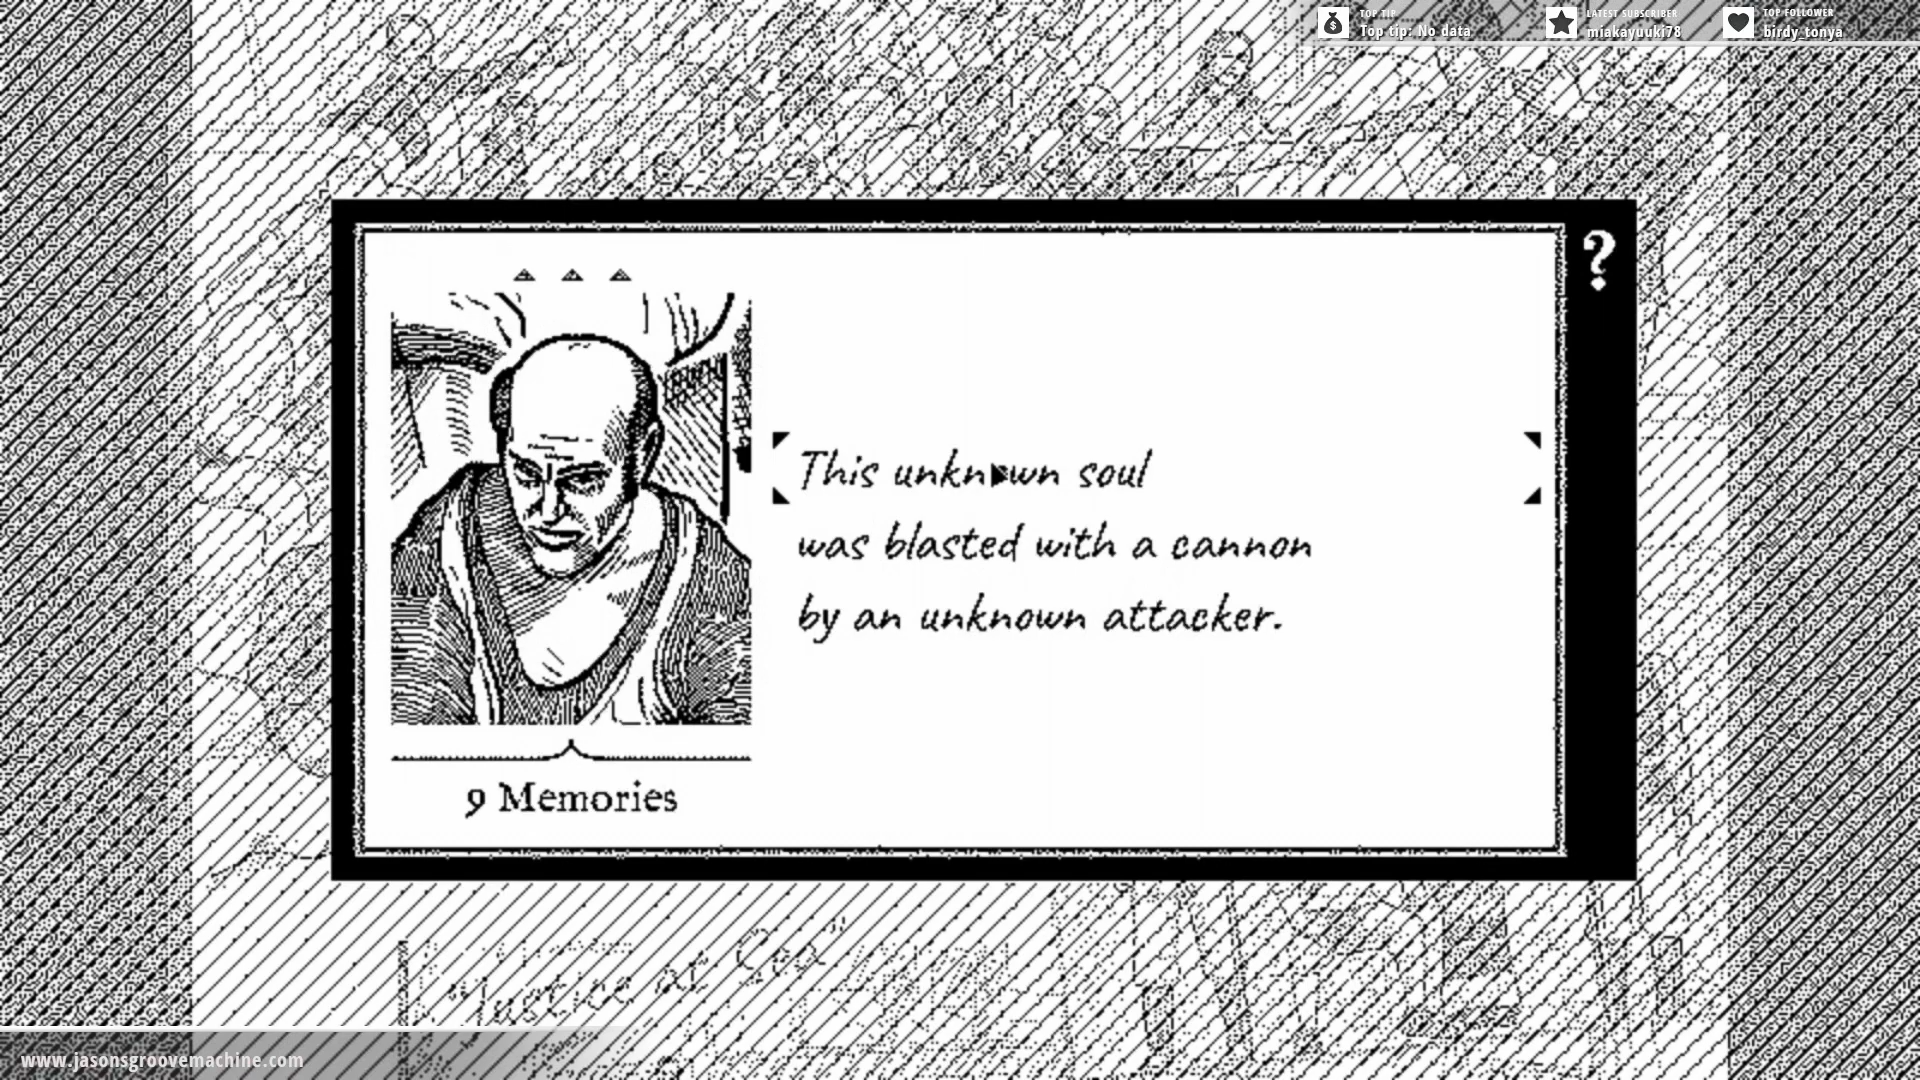 TOP TIP
Top tip: No data
LATEST SUBSCRIBER
miakayuuki78
TOP FOLLOWER
birdy_tonya
?
This unknown soul
was blasted with a cannon
by an unknown attacker.
9 Memories
"Justice at Sea"
www.jasonsgroovemachine.com